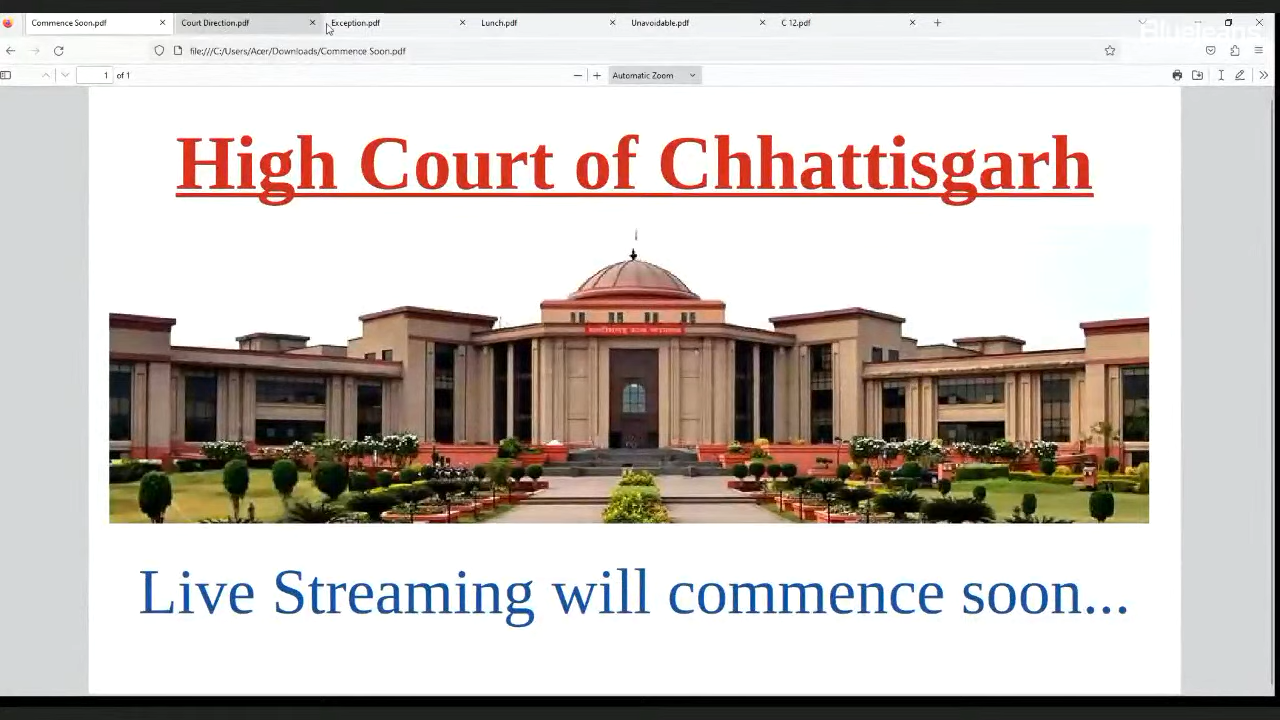 Commence Soon.pdf
Court Direction.pdf
Exception.pdf
Lunch.pdf
Unavoidable.pdf
C 12.pdf
BlueJeans
file:///C:/Users/Acer/Downloads/Commence Soon.pdf
1 of 1
Automatic Zoom
High Court of Chhattisgarh
Live Streaming will commence soon...